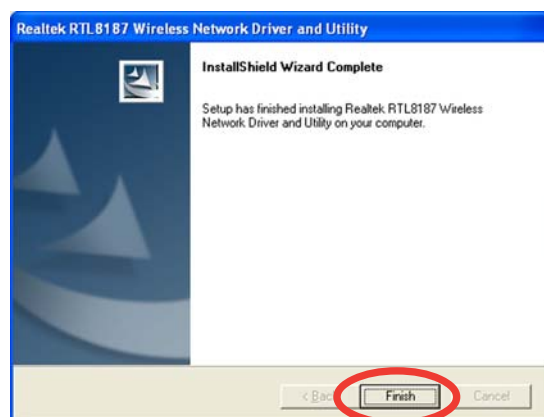 Realtek RTL8187 Wireless Network Driver and Utility
InstallShield Wizard Complete
Setup has finished installing Realtek RTL8187 Wireless
Network Driver and Utility on your computer.
Finish Cancel